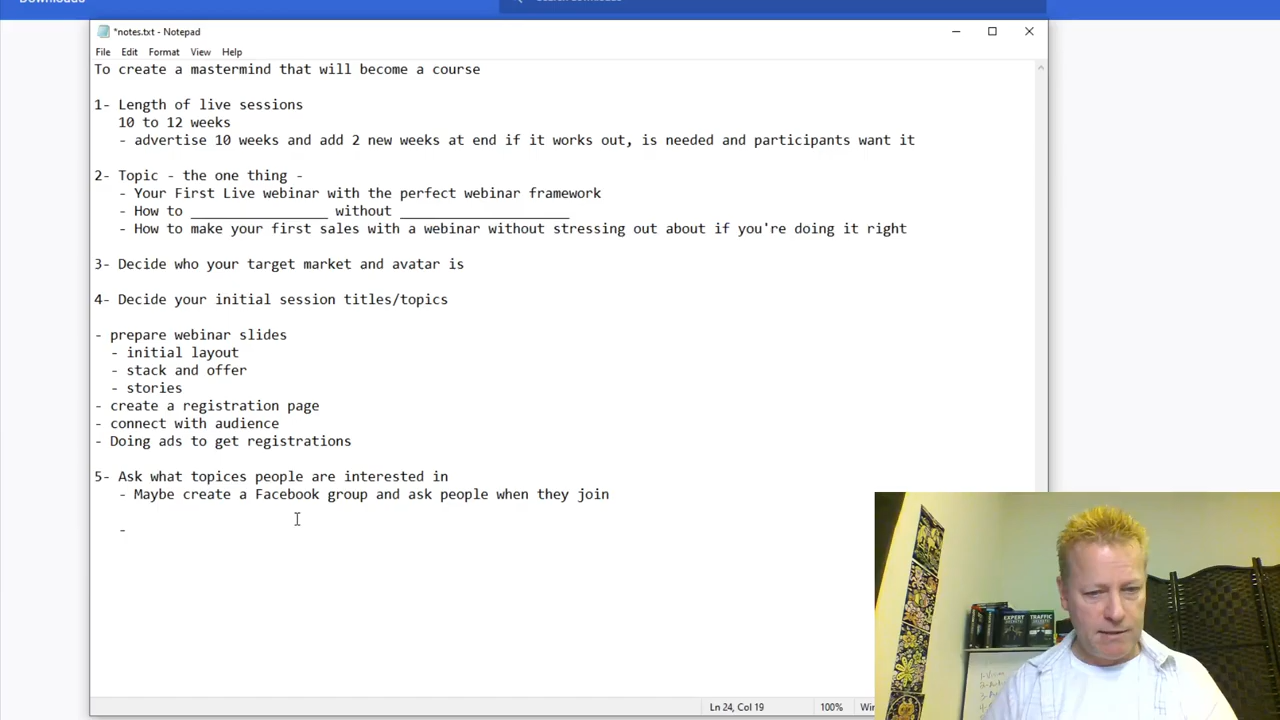 *notes.txt - Notepad
File Edit Format View Help
To create a mastermind that will become a course
1- Length of live sessions
10 to 12 weeks
- advertise 10 weeks and add 2 new weeks at end if it works out, is needed and participants want it
2- Topic - the one thing -
- Your First Live webinar with the perfect webinar framework
- How to _________________ without _____________________
- How to make your first sales with a webinar without stressing out about if you're doing it right
3- Decide who your target market and avatar is
4- Decide your initial session titles/topics
- prepare webinar slides
- initial layout
- stack and offer
- stories
- create a registration page
- connect with audience
- Doing ads to get registrations
5- Ask what topices people are interested in
- Maybe create a Facebook group and ask people when they join
-
EXPERT
TRAFFIC
Ln 24, Col 19
100%